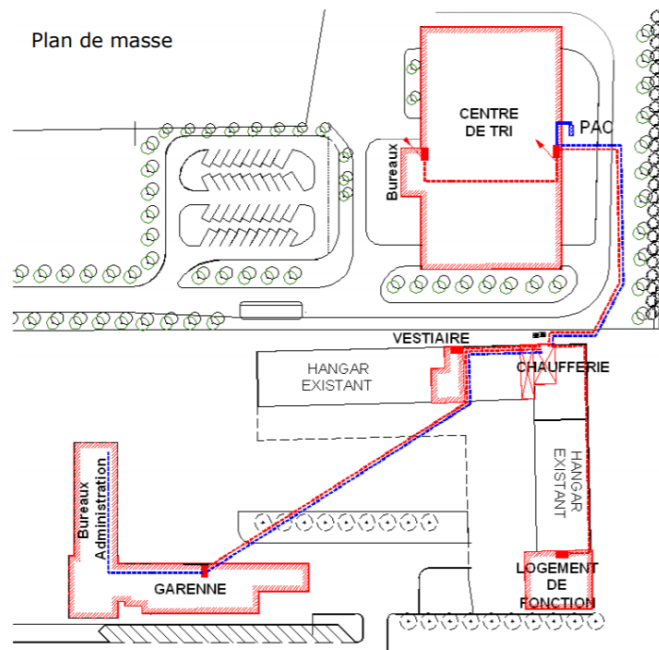 Plan de masse
CENTRE
DE TRI
PAC
Bureaux
VESTIAIRE
HANGAR
EXISTANT
CHAUFFERIE
HANGAR
EXISTANT
Bureaux
Administration
GARENNE
LOGEMENT
DE
FONCTION